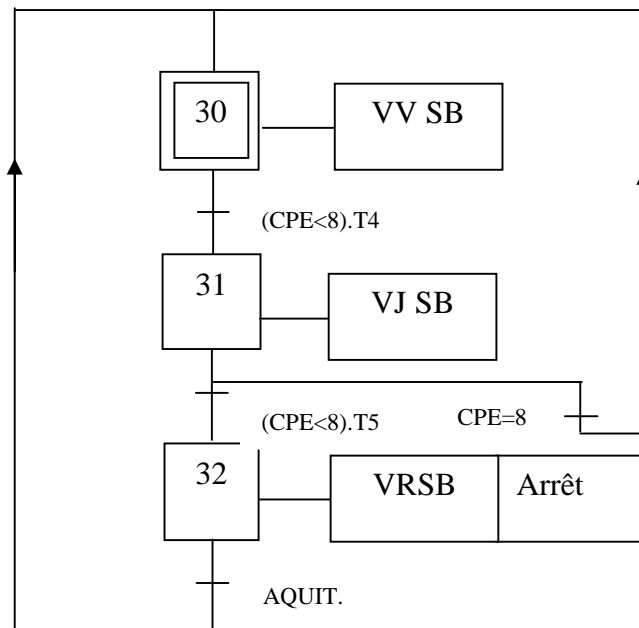 30 VV SB
(CPE<8).T4
31 VJ SB
(CPE<8).T5 CPE=8
32 VRSB Arrêt
AQUIT.